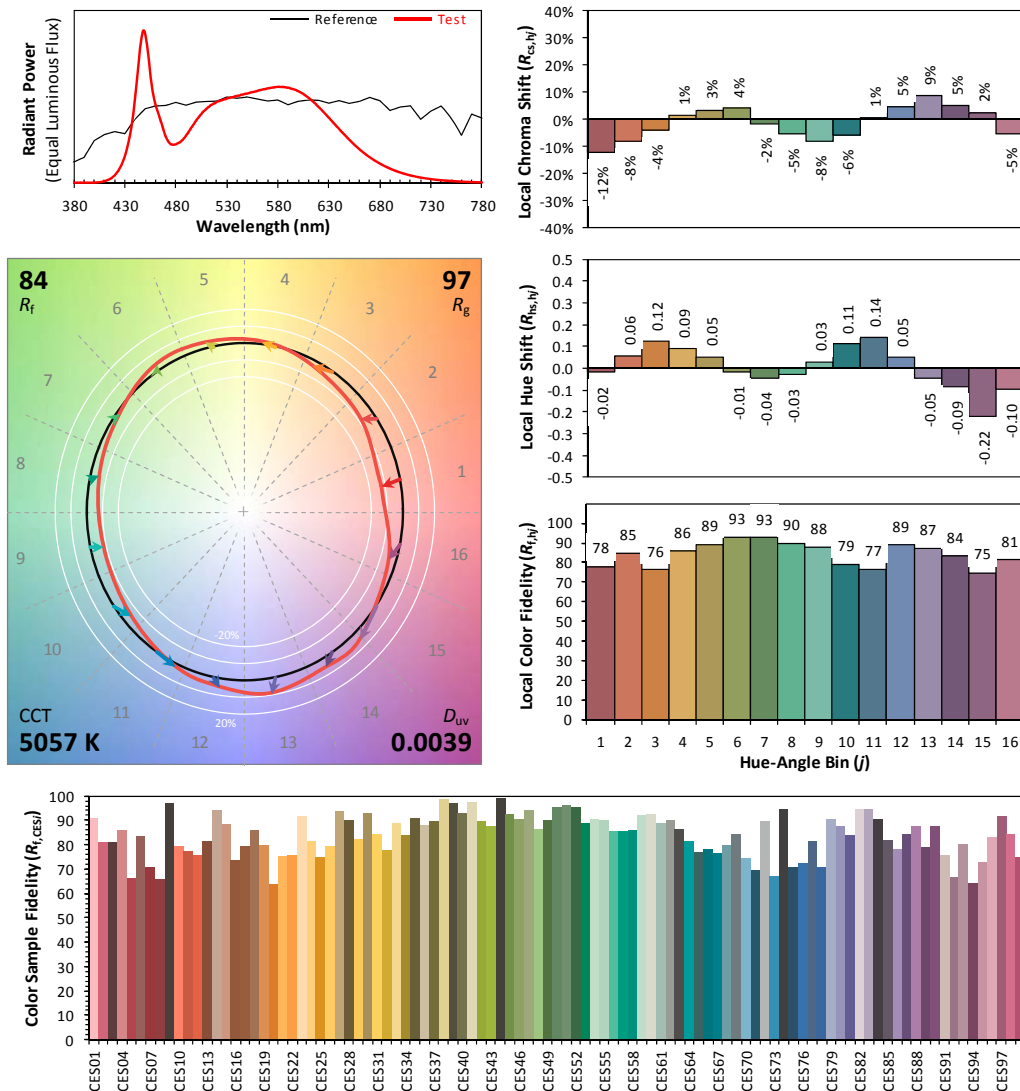 Reference
Test
Radiant Power
(Equal Luminous Flux)
380 430 480 530 580 630 680 730 780
Wavelength (nm)
Local Chroma Shift (Rcs,hj)
40%
30%
20%
10%
0%
-10%
-20%
-30%
-40%
-12% -8% -4% 1% 3% 4% -2% -5% -8% -6% 1% 5% 9% 5% 2% -5%
84
Rf
97
Rg
5 4
6 3
7 2
8 1
9 16
10 15
11 14
12 13
-20%
20%
CCT
5057 K
Duv
0.0039
Local Hue Shift (Rhs,hj)
0.5
0.4
0.3
0.2
0.1
0.0
-0.1
-0.2
-0.3
-0.4
-0.5
-0.02 0.06 0.12 0.09 0.05 -0.01 -0.04 -0.03 0.03 0.11 0.14 0.05 -0.05 -0.09 -0.22 -0.10
Local Color Fidelity (Rf,hj)
100
90
80
70
60
50
40
30
20
10
0
78 85 76 86 89 93 93 90 88 79 77 89 87 84 75 81
1 2 3 4 5 6 7 8 9 10 11 12 13 14 15 16
Hue-Angle Bin (j)
Color Sample Fidelity (Rf,CESi)
100
90
80
70
60
50
40
30
20
10
0
CES01 CES04 CES07 CES10 CES13 CES16 CES19 CES22 CES25 CES28 CES31 CES34 CES37 CES40 CES43 CES46 CES49 CES52 CES55 CES58 CES61 CES64 CES67 CES70 CES73 CES76 CES79 CES82 CES85 CES88 CES91 CES94 CES97